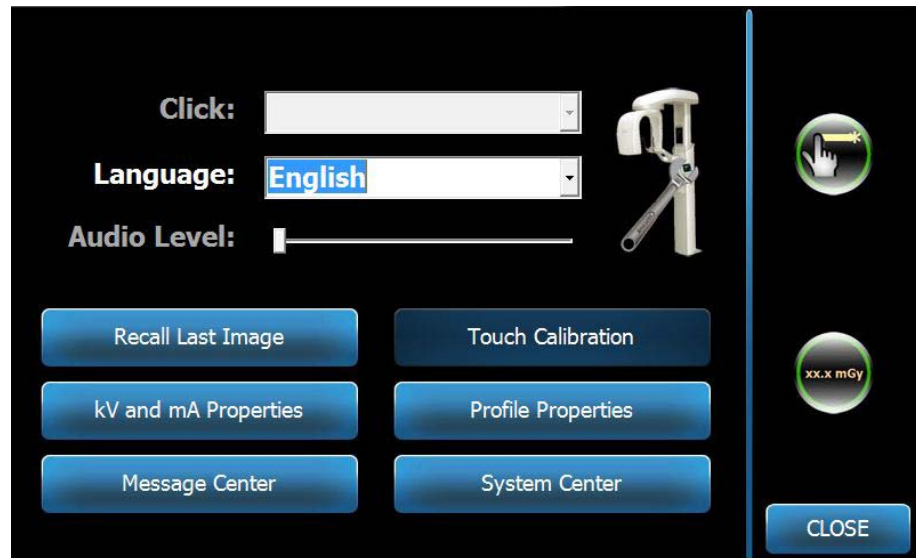 Click:
Language: English
Audio Level:
Recall Last Image
Touch Calibration
xx.x mGy
kV and mA Properties
Profile Properties
Message Center
System Center
CLOSE